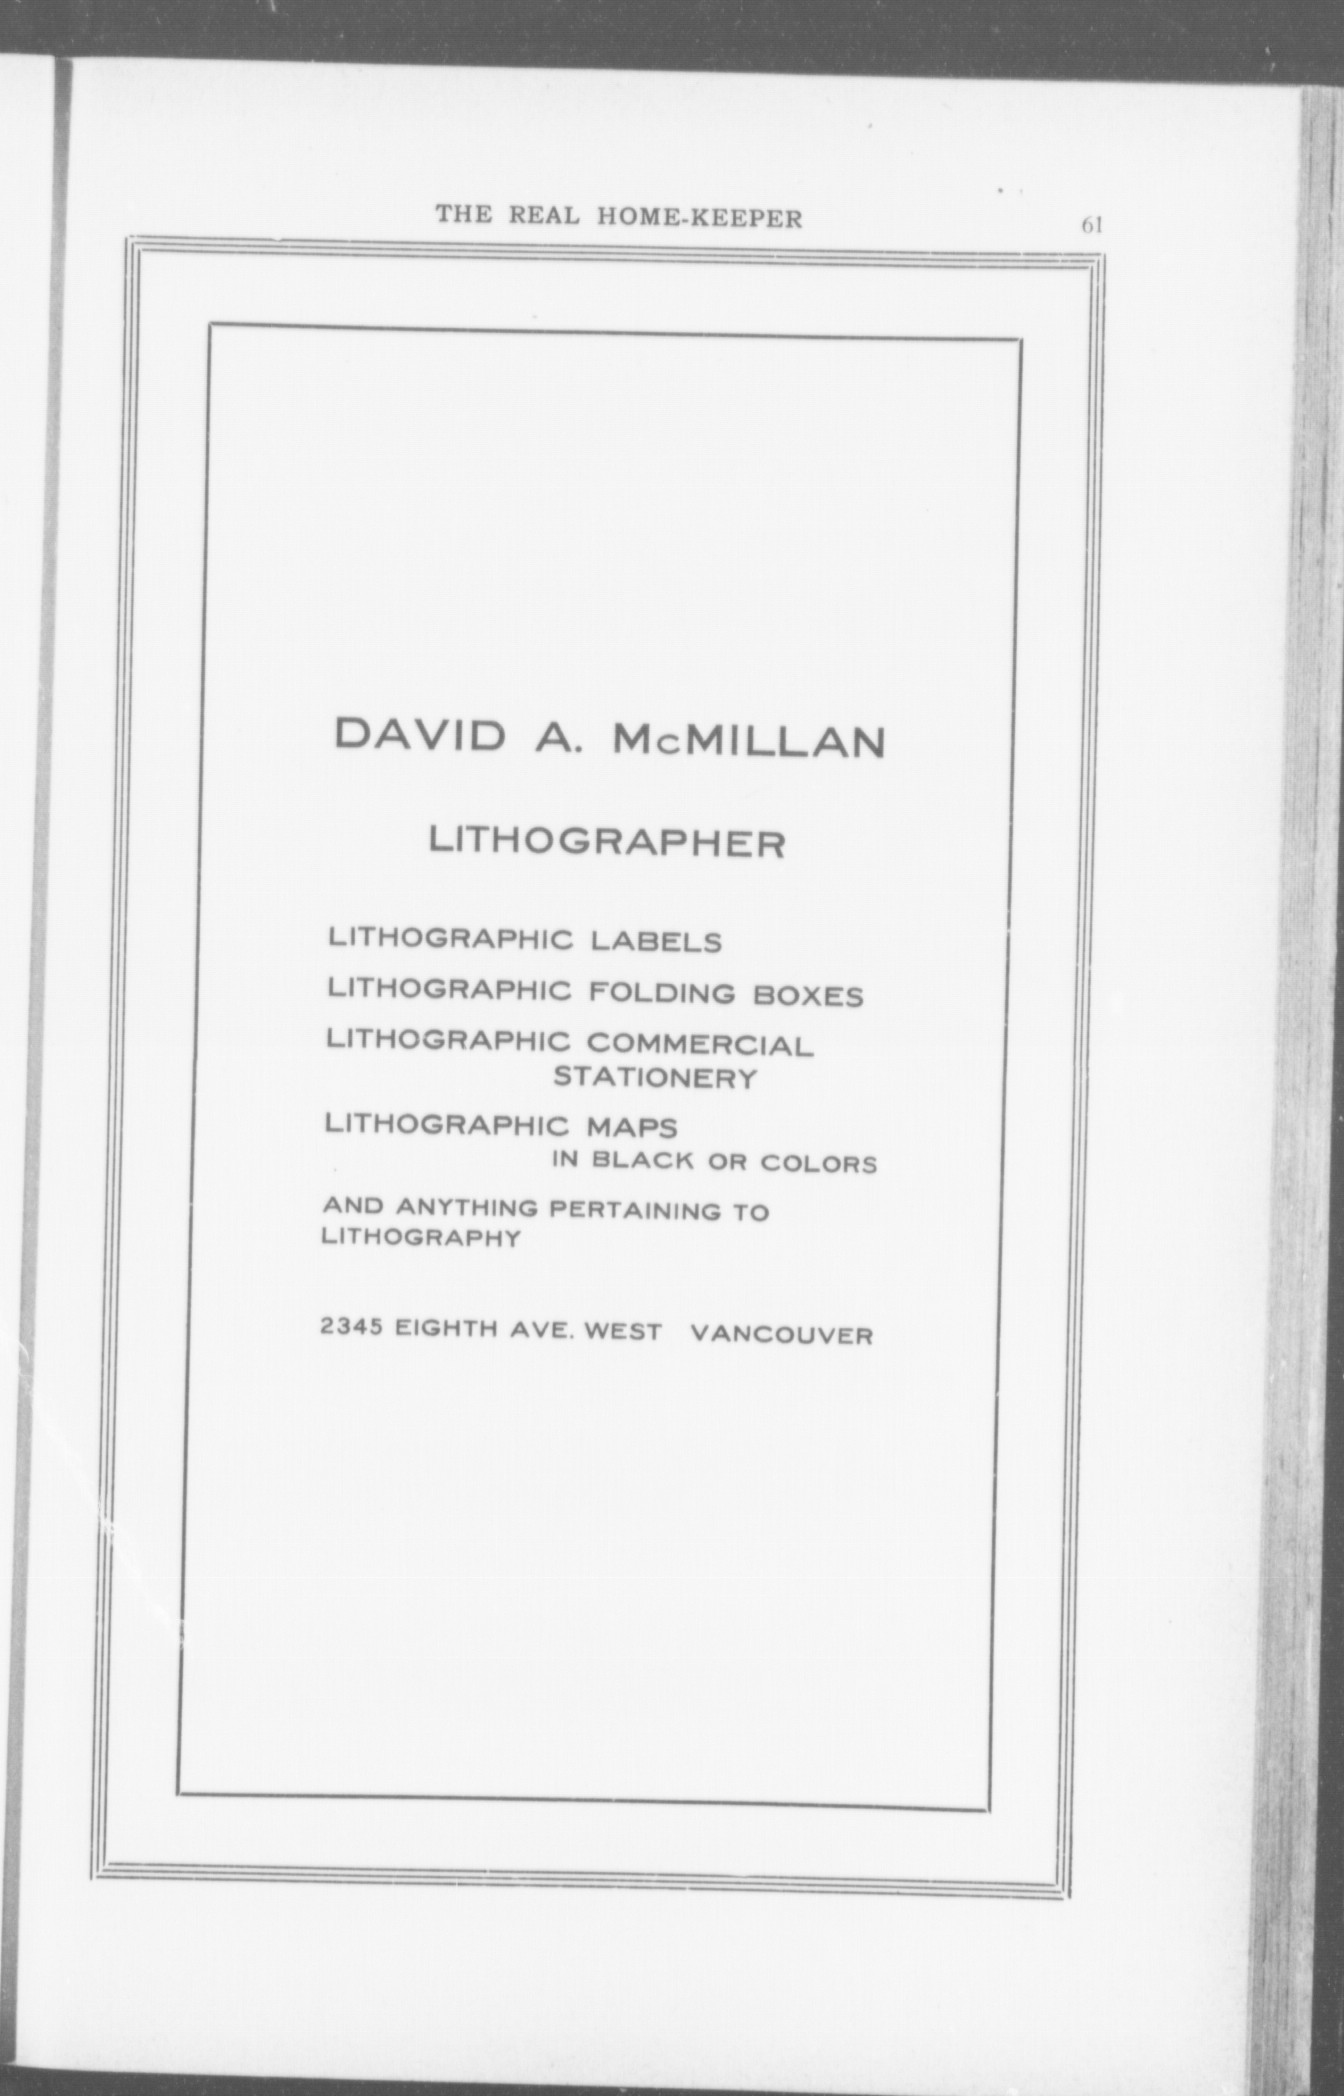 THE REAL HOME-KEEPER
61
DAVID A. McMILLAN
LITHOGRAPHER
LITHOGRAPHIC LABELS
LITHOGRAPHIC FOLDING BOXES
LITHOGRAPHIC COMMERCIAL
STATIONERY
LITHOGRAPHIC MAPS
IN BLACK OR COLORS
AND ANYTHING PERTAINING TO
LITHOGRAPHY
2345 EIGHTH AVE. WEST VANCOUVER